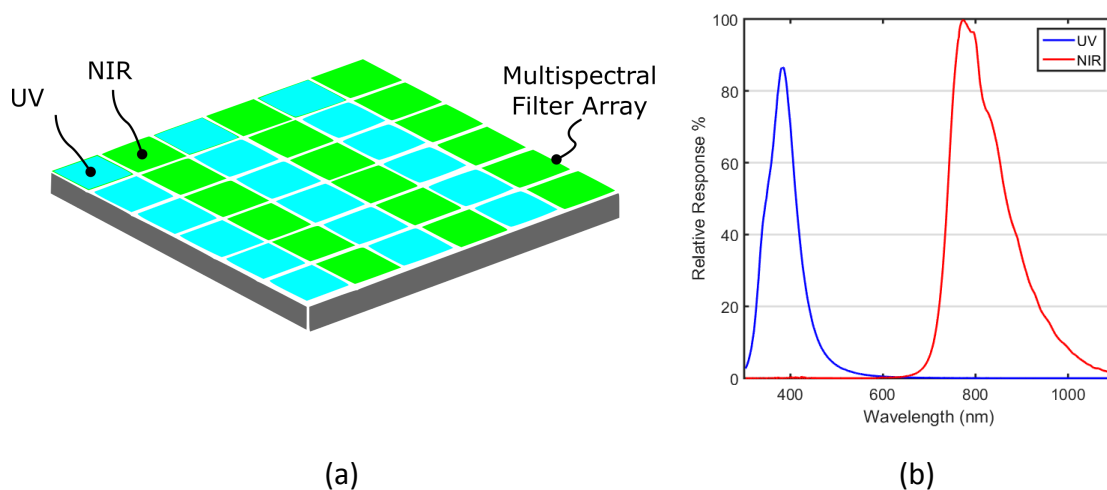 UV
NIR
Multispectral
Filter Array
(a)
100
80
60
40
20
0
Relative Response %
400
600
800
1000
Wavelength (nm)
UV
NIR
(b)